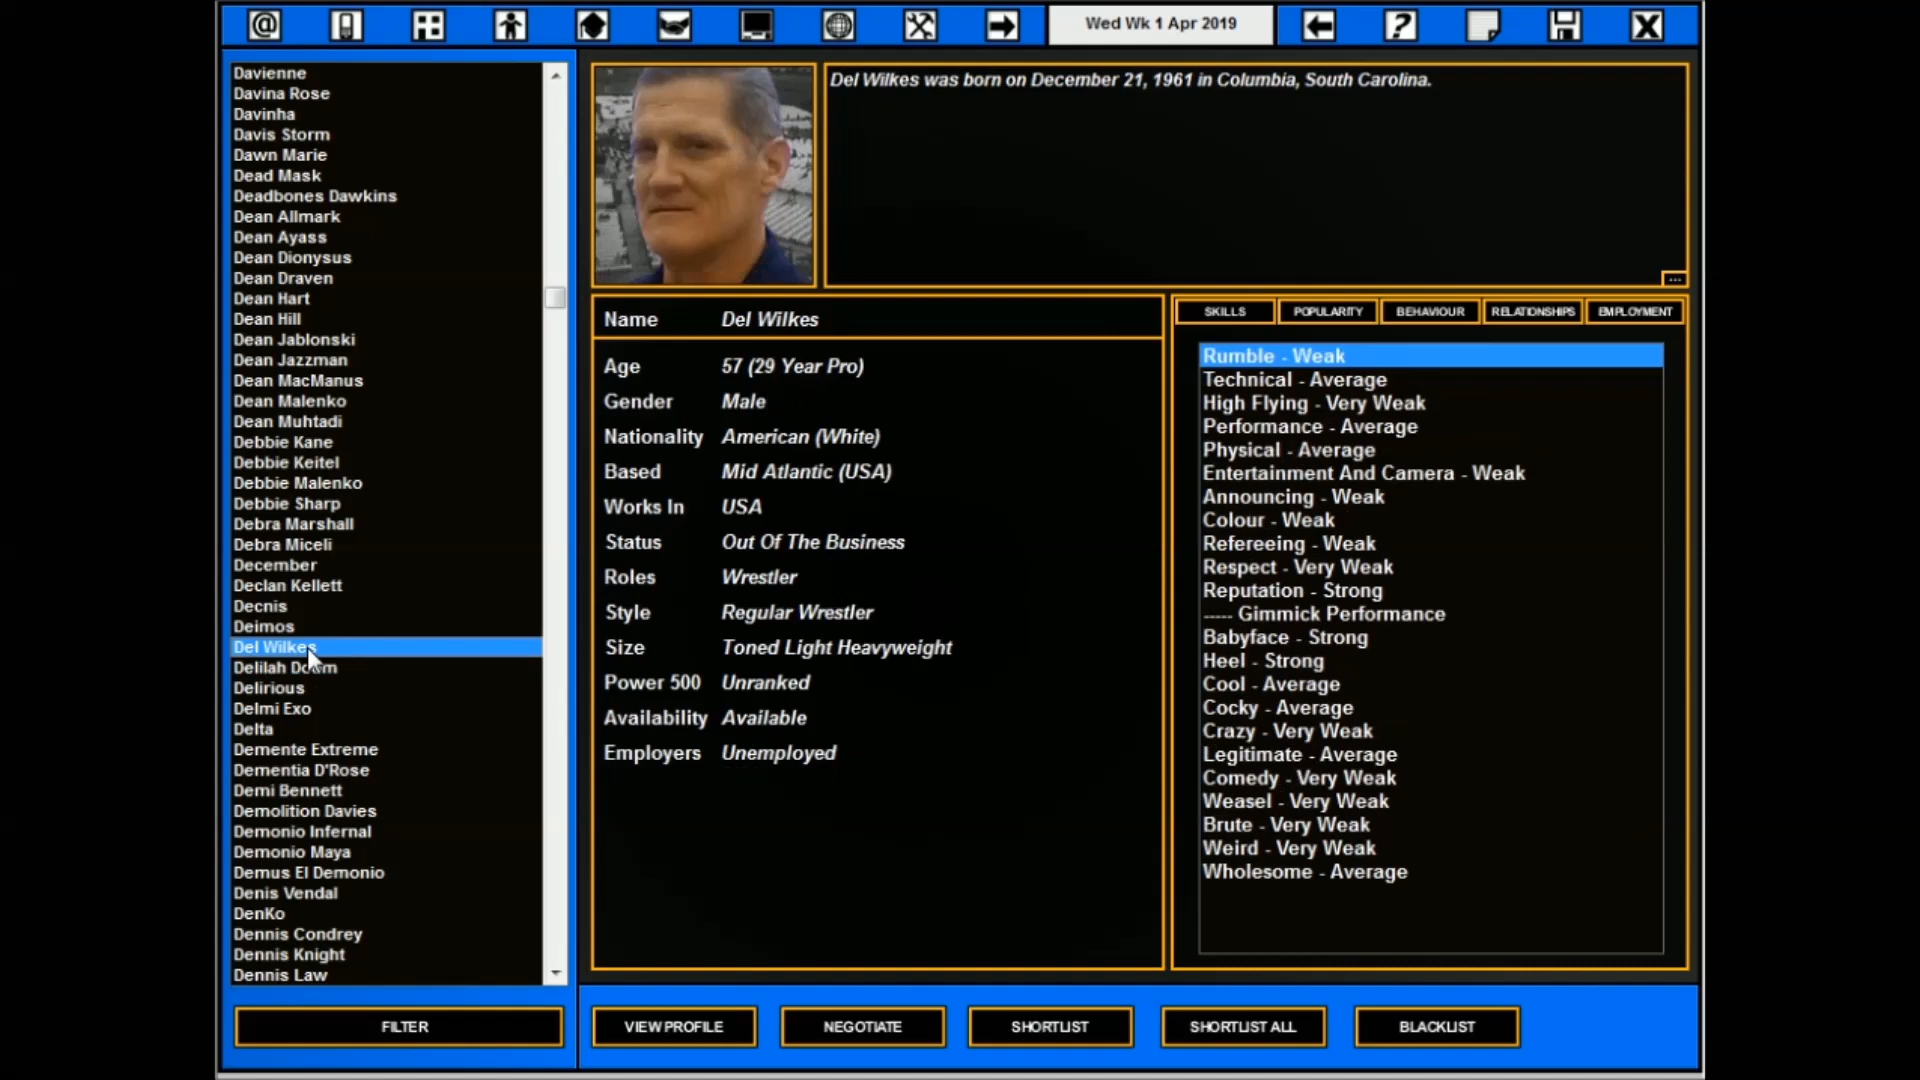 Wed Wk 1 Apr 2019
Davienne
Davina Rose
Davinha
Davis Storm
Dawn Marie
Dead Mask
Deadbones Dawkins
Dean Allmark
Dean Ayass
Dean Dionysus
Dean Draven
Dean Hart
Dean Hill
Dean Jablonski
Dean Jazzman
Dean MacManus
Dean Malenko
Dean Muhtadi
Debbie Kane
Debbie Keitel
Debbie Malenko
Debbie Sharp
Debra Marshall
Debra Miceli
December
Declan Kellett
Decnis
Deimos
Del Wilkes
Delilah
Delirious
Delmi Exo
Delta
Demente Extreme
Dementia D'Rose
Demi Bennett
Demolition Davies
Demonio Infernal
Demonio Maya
Demus El Demonio
Denis Vendal
DenKo
Dennis Condrey
Dennis Knight
Dennis Law
FILTER
Del Wilkes was born on December 21, 1961 in Columbia, South Carolina.
...
Name Del Wilkes
Age 57 (29 Year Pro)
Gender Male
Nationality American (White)
Based Mid Atlantic (USA)
Works In USA
Status Out Of The Business
Roles Wrestler
Style Regular Wrestler
Size Toned Light Heavyweight
Power 500 Unranked
Availability Available
Employers Unemployed
SKILLS POPULARITY BEHAVIOUR RELATIONSHIPS EMPLOYMENT
Rumble - Weak
Technical - Average
High Flying - Very Weak
Performance - Average
Physical - Average
Entertainment And Camera - Weak
Announcing - Weak
Colour - Weak
Refereeing - Weak
Respect - Very Weak
Reputation - Strong
----- Gimmick Performance
Babyface - Strong
Heel - Strong
Cool - Average
Cocky - Average
Crazy - Very Weak
Legitimate - Average
Comedy - Very Weak
Weasel - Very Weak
Brute - Very Weak
Weird - Very Weak
Wholesome - Average
VIEW PROFILE NEGOTIATE SHORTLIST SHORTLIST ALL BLACKLIST